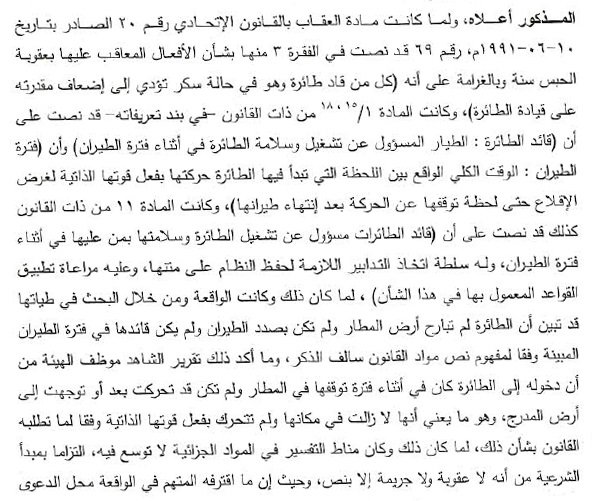 المذكور أعلاه، ولما كانت مادة العقاب بالقانون الإتحادي رقم ٢٠ الصادر بتاريخ
١٠-٠٦-١٩٩١م، رقم ٦٩ قد نصت في الفقرة ٣ منها بشأن الأفعال المعاقب عليها بعقوبة
الحبس سنة وبالغرامة على أنه (كل من قاد طائرة وهو في حالة سكر تؤدي إلى إضعاف مقدرته
على قيادة الطائرة)، وكانت المادة ١/١٥، ١٨ من ذات القانون -في بند تعريفاته- قد نصت على
أن (قائد الطائرة : الطيار المسؤول عن تشغيل وسلامة الطائرة في أثناء فترة الطيران) وأن (فترة
الطيران : الوقت الكلي الواقع بين اللحظة التي تبدأ فيها الطائرة حركتها بفعل قوتها الذاتية لغرض
الإقلاع حتى لحظة توقفها عن الحركة بعد إنتهاء طيرانها)، وكانت المادة ١١ من ذات القانون
كذلك قد نصت على أن (قائد الطائرات مسؤول عن تشغيل الطائرة وسلامتها بمن عليها في أثناء
فترة الطيران، وله سلطة اتخاذ التدابير اللازمة لحفظ النظام على متنها، وعليه مراعاة تطبيق
القواعد المعمول بها في هذا الشأن) ، لما كان ذلك وكانت الواقعة ومن خلال البحث في طياتها
قد تبين أن الطائرة لم تبارح أرض المطار ولم تكن بصدد الطيران ولم يكن قائدها في فترة الطيران
المبينة وفقا لمفهوم نص مواد القانون سالف الذكر، وما أكد ذلك تقرير الشاهد موظف الهيئة من
أن دخوله إلى الطائرة كان في أثناء فترة توقفها في المطار ولم تكن قد تحركت بعد أو توجهت إلى
أرض المدرج، وهو ما يعني أنها لا زالت في مكانها ولم تتحرك بفعل قوتها الذاتية وفقا لما تطلبه
القانون بشأن ذلك، لما كان ذلك وكان مناط التفسير في المواد الجزائية لا توسع فيه، التزاما بمبدأ
الشرعية من أنه لا عقوبة ولا جريمة إلا بنص، وحيث إن ما اقترفه المتهم في الواقعة محل الدعوى